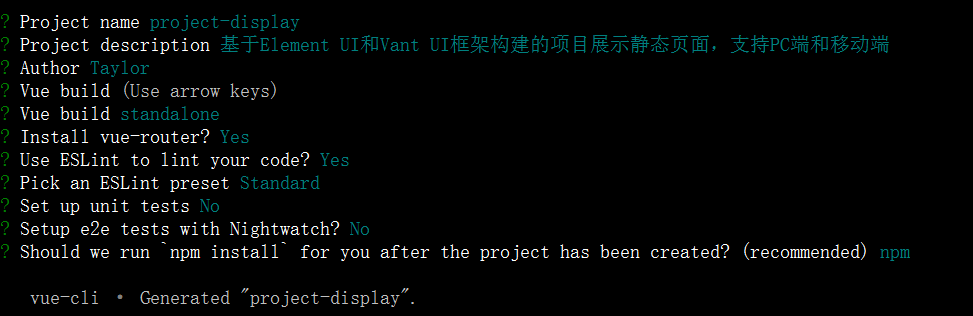 ? Project name project-display
? Project description 基于Element UI和Vant UI框架构建的项目展示静态页面，支持PC端和移动端
? Author Taylor
? Vue build (Use arrow keys)
? Vue build standalone
? Install vue-router? Yes
? Use ESLint to lint your code? Yes
? Pick an ESLint preset Standard
? Set up unit tests No
? Setup e2e tests with Nightwatch? No
? Should we run `npm install` for you after the project has been created? (recommended) npm
vue-cli · Generated "project-display".